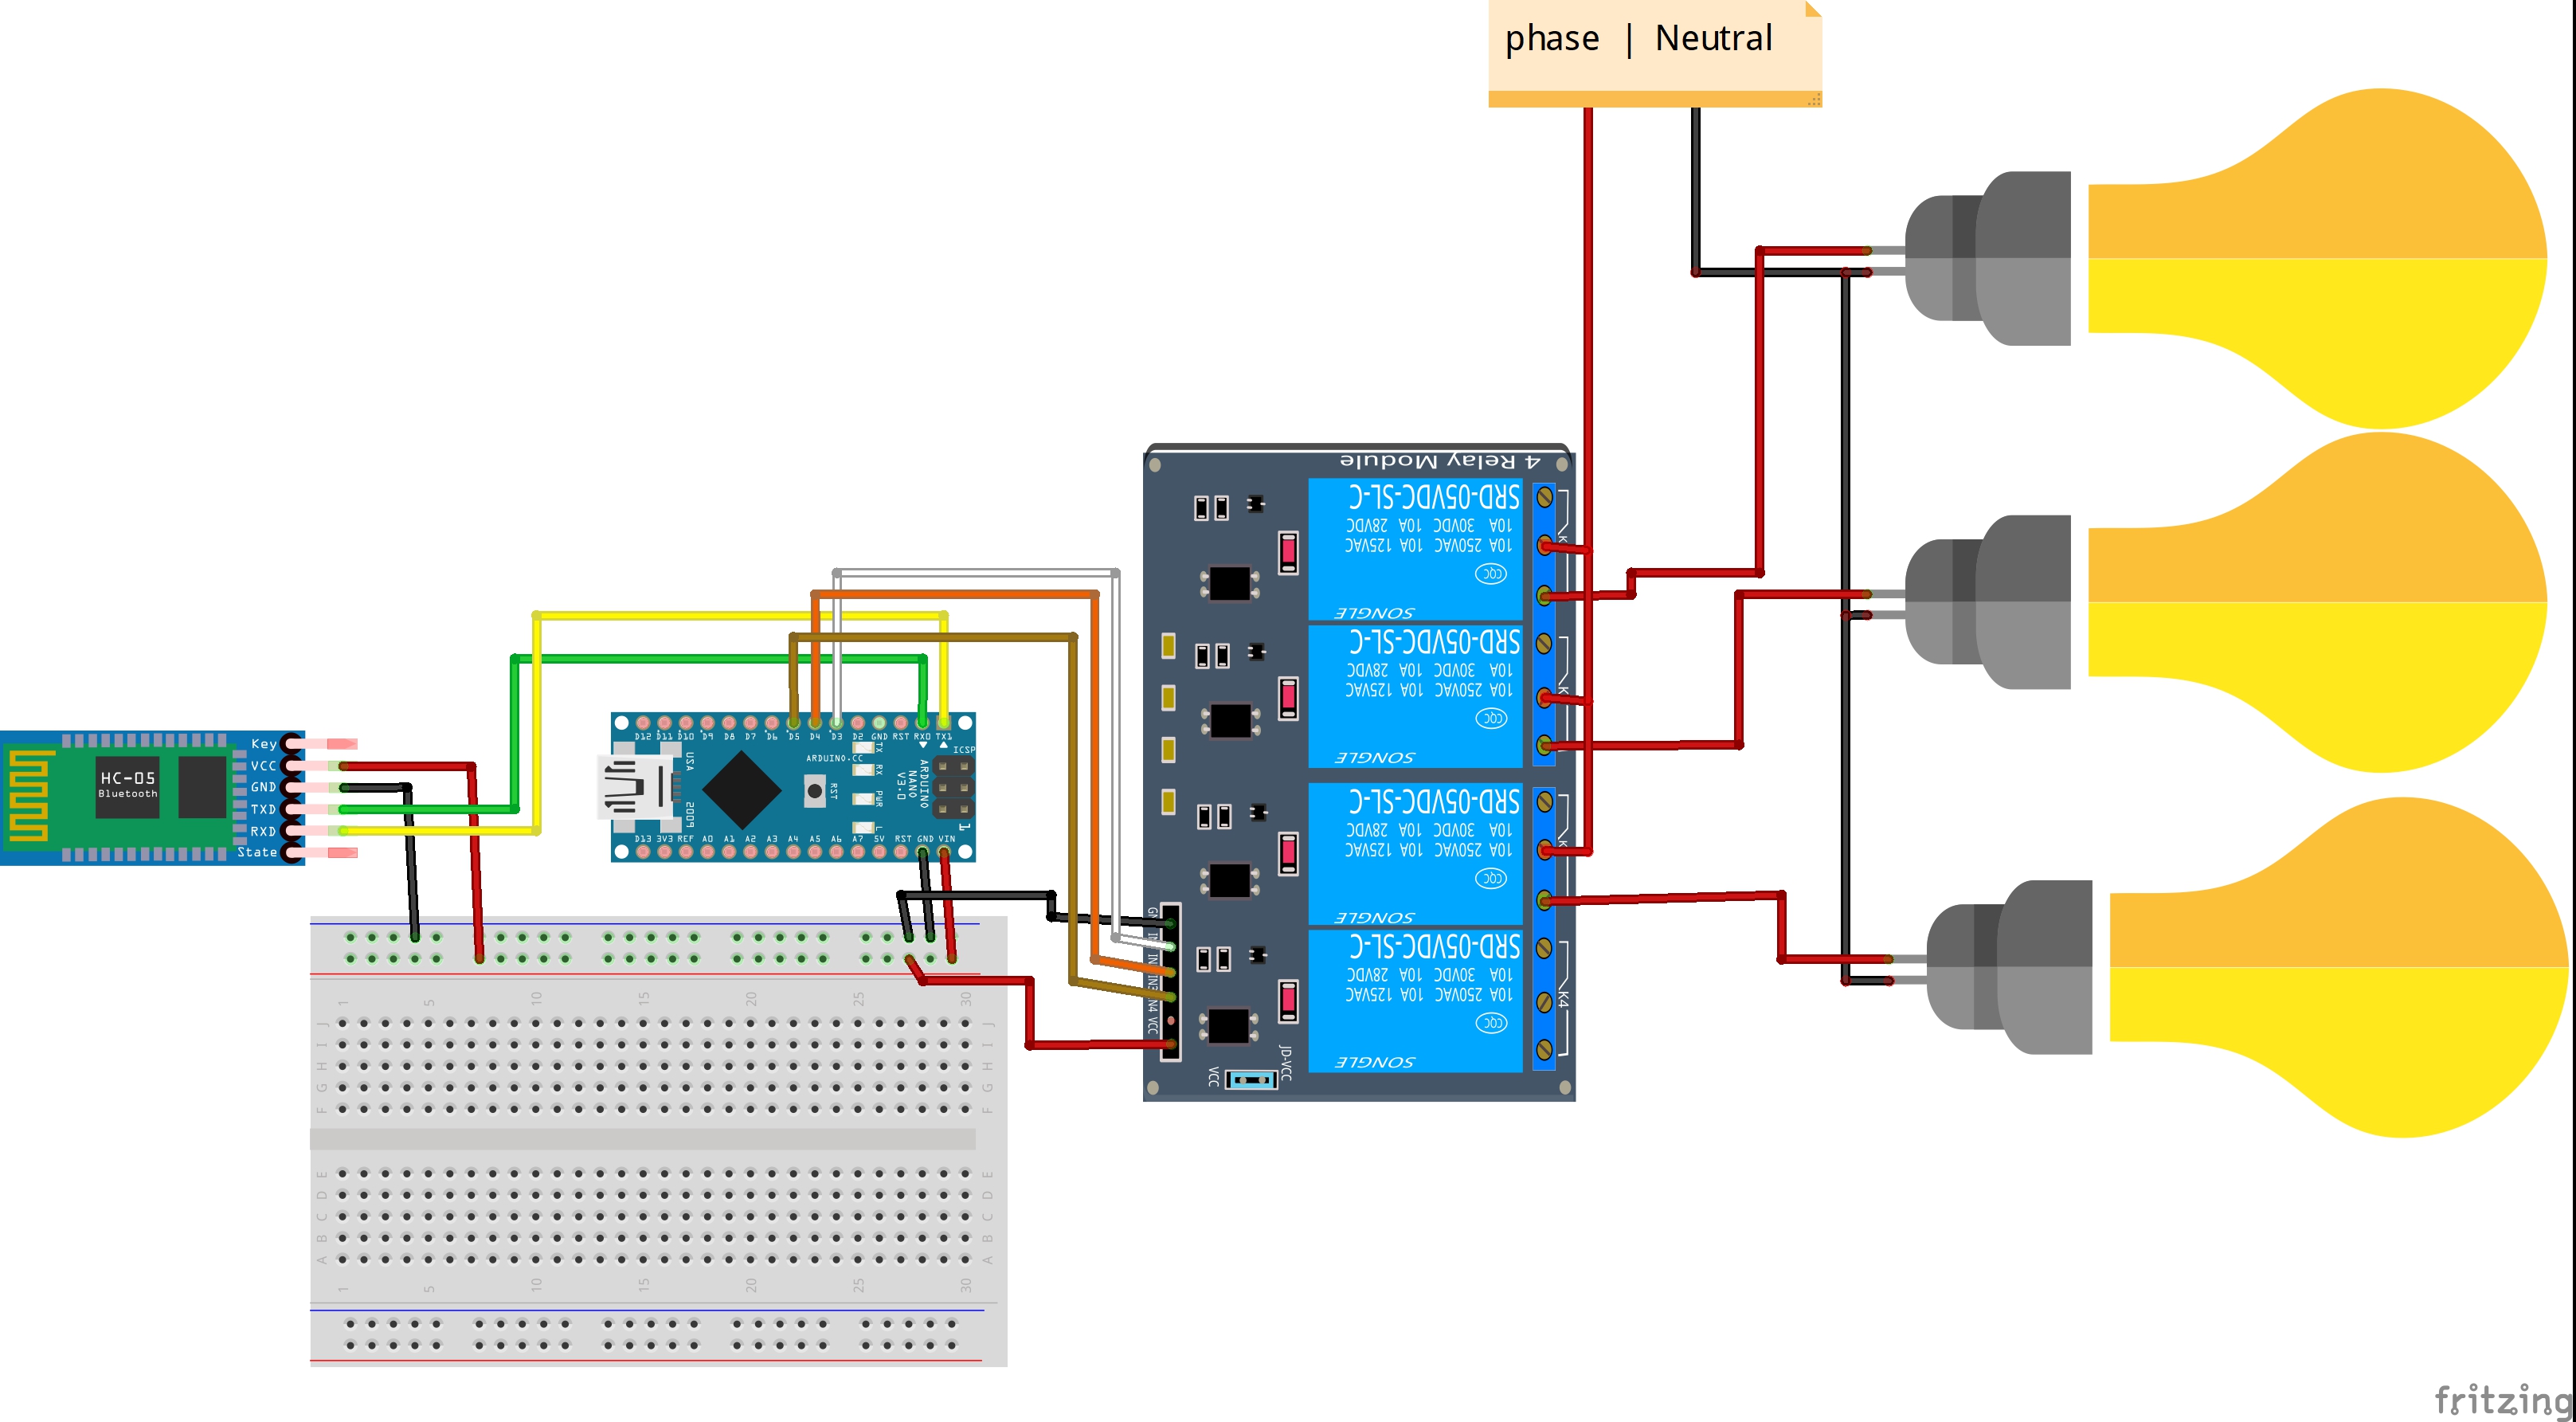 phase | Neutral
4 Relay Module
SRD-05VDC-SL-C
10A 30VDC 10A 28VDC
10A 250VAC 10A 125VAC
CQC
SONGLE
K
SRD-05VDC-SL-C
10A 30VDC 10A 28VDC
10A 250VAC 10A 125VAC
CQC
SONGLE
K
SRD-05VDC-SL-C
10A 30VDC 10A 28VDC
10A 250VAC 10A 125VAC
CQC
SONGLE
K
SRD-05VDC-SL-C
10A 30VDC 10A 28VDC
10A 250VAC 10A 125VAC
CQC
SONGLE
K4
VCC
JD-VCC
VCC
HC-05
Bluetooth
Key
VCC
GND
TXD
RXD
State
D12 D11 D10 D9 D8 D7 D6 D5 D4 D3 D2 GND RST RX0 TX1
ARDUINO.CC
ICSP
USA
2009
RST
TX
RX
PWR
L
ARDUINO
NANO
V3.0
1
D13 3V3 REF A0 A1 A2 A3 A4 A5 A6 A7 5V RST GND VIN
1 5 10 15 20 25 30
J J
I I
H H
G G
F F
E E
D D
C C
B B
A A
1 5 10 15 20 25 30
fritzing